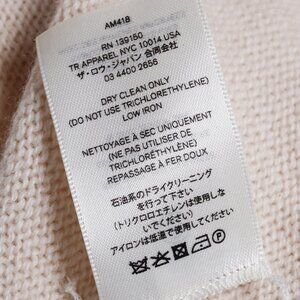 AM418
RN 139150
TR APPAREL NYC 10014 USA
ザ・ロウ・ジャパン 合同会社
03 4400 2656
DRY CLEAN ONLY
(DO NOT USE TRICHLORETHYLENE)
LOW IRON
NETTOYAGE À SEC UNIQUEMENT
(NE PAS UTILISER DE
TRICHLORÉTHYLÈNE)
REPASSAGE À FER DOUX
石油系のドライクリーニング
を行って下さい
(トリクロロエチレンは使用しな
いでください)
アイロンは低温で使用してください